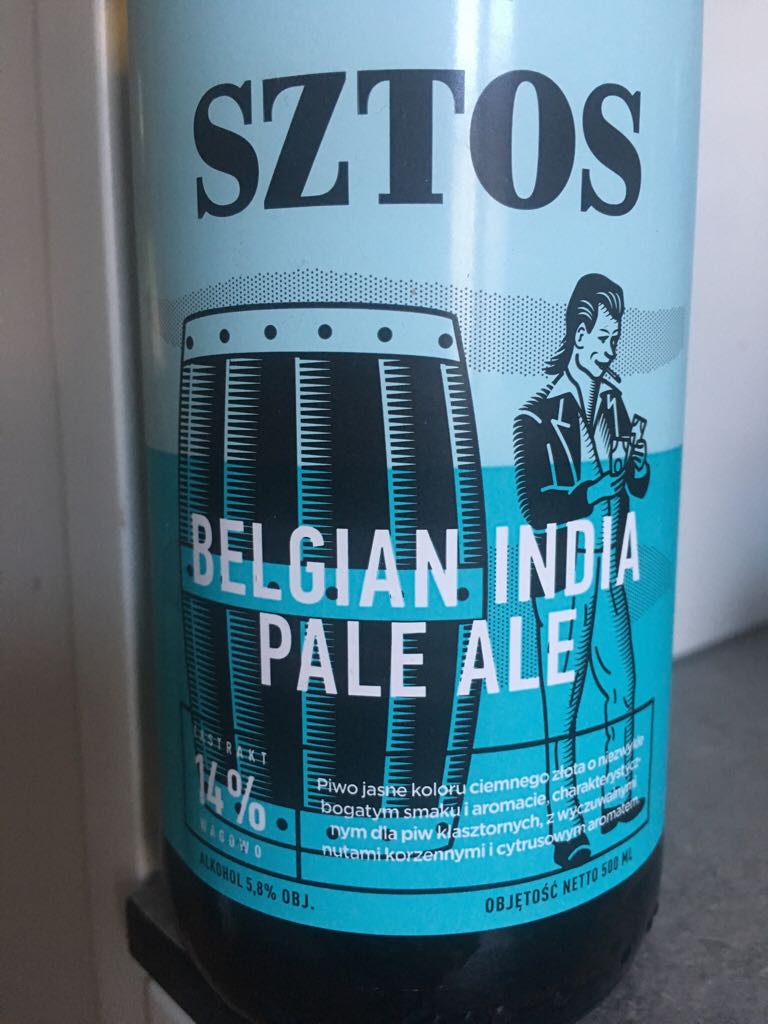 SZTOS
BELGIAN INDIA
PALE ALE
EKSTRAKT
14%
WAGOWO
Piwo jasne koloru ciemnego złota o niezwykle
bogatym smaku i aromacie, charakterystycz-
nym dla piw klasztornych, z wyczuwalnymi
nutami korzennymi i cytrusowym aromatem.
ALKOHOL 5,8% OBJ.
OBJĘTOŚĆ NETTO 500 ML